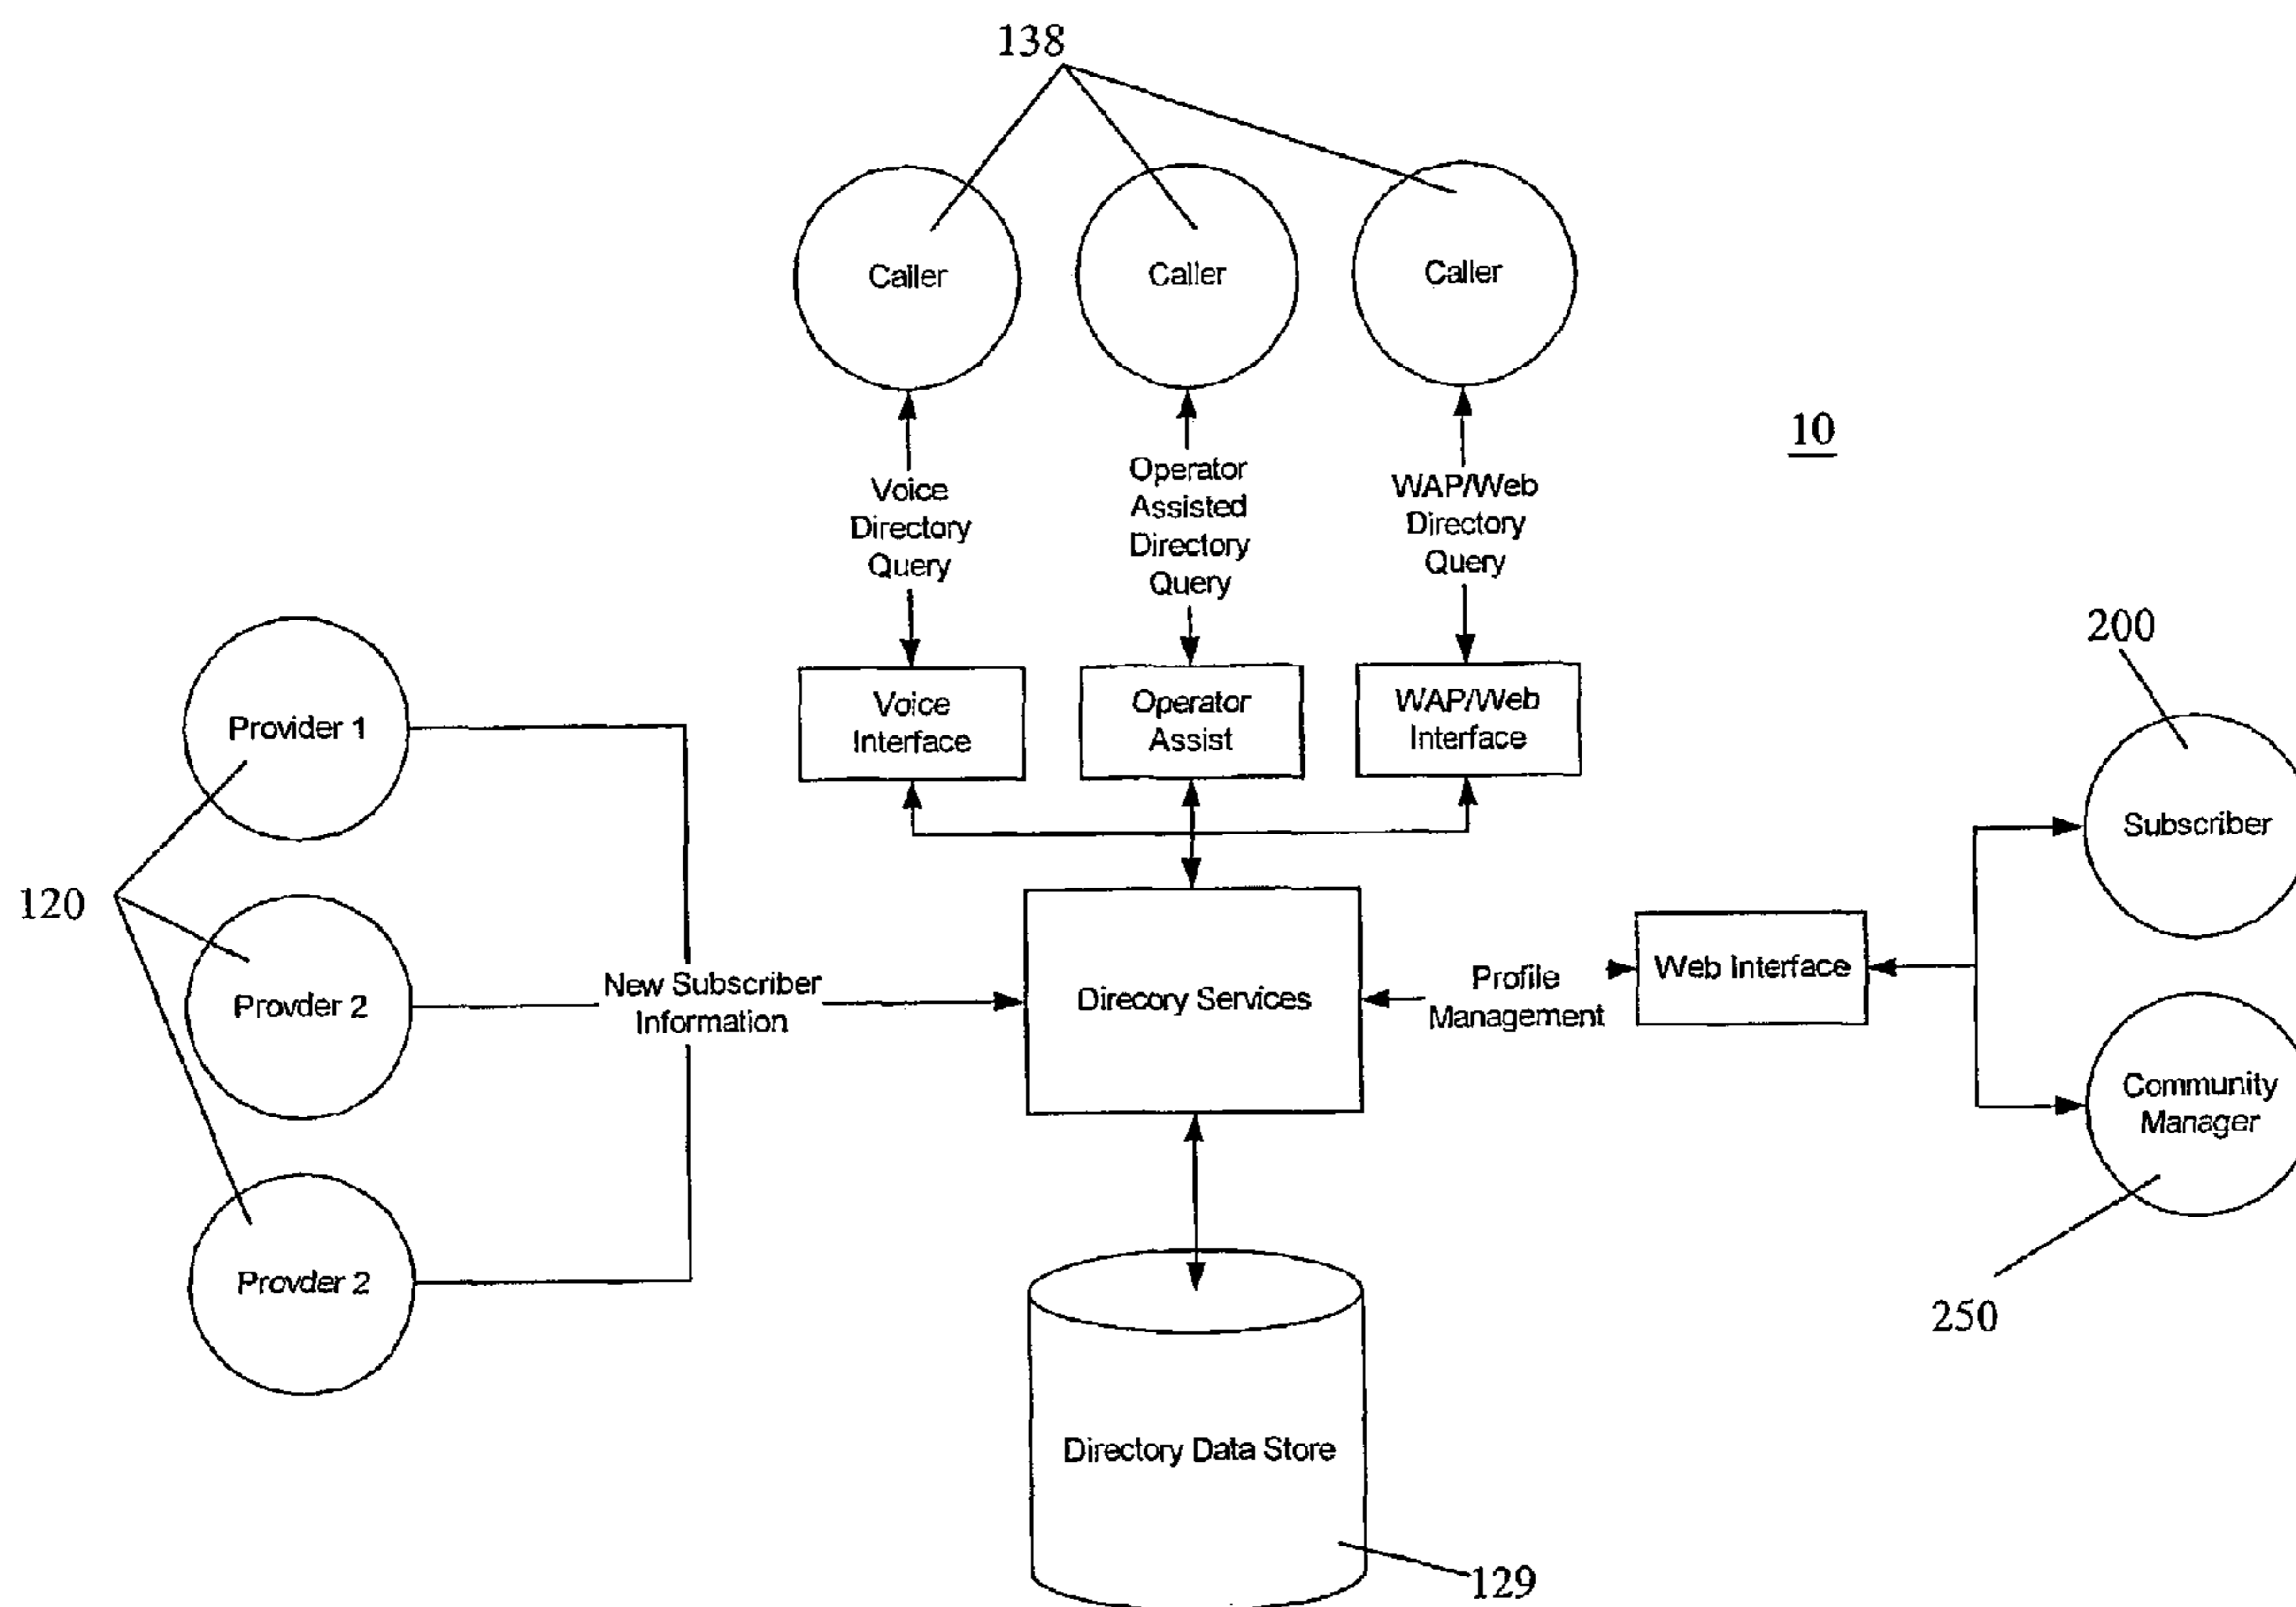 138
Caller
Caller
Caller
10
Voice
Directory
Query
Operator
Assisted
Directory
Query
WAP/Web
Directory
Query
200
Provider 1
Voice
Interface
Operator
Assist
WAP/Web
Interface
Subscriber
120
Provder 2
New Subscriber
Information
Direcory Services
Profile
Management
Web Interface
Community
Manager
Provder 2
250
Directory Data Store
129